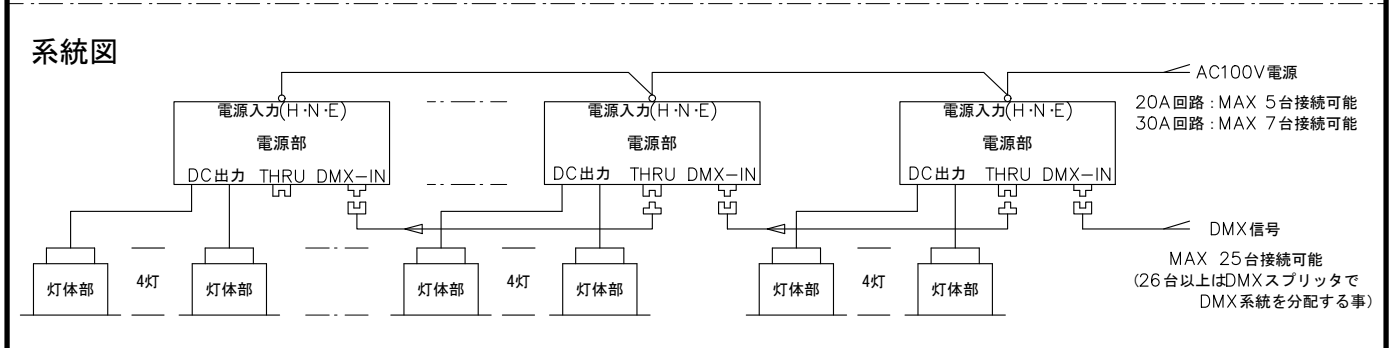 系統図
AC100V電源
20A回路：MAX 5台接続可能
30A回路：MAX 7台接続可能
電源入力(H・N・E)
電源部
DC出力 THRU DMX-IN
電源入力(H・N・E)
電源部
DC出力 THRU DMX-IN
電源入力(H・N・E)
電源部
DC出力 THRU DMX-IN
DMX信号
MAX 25台接続可能
(26台以上はDMXスプリッタで
DMX系統を分配する事)
灯体部 4灯 灯体部
灯体部 4灯 灯体部
灯体部 4灯 灯体部